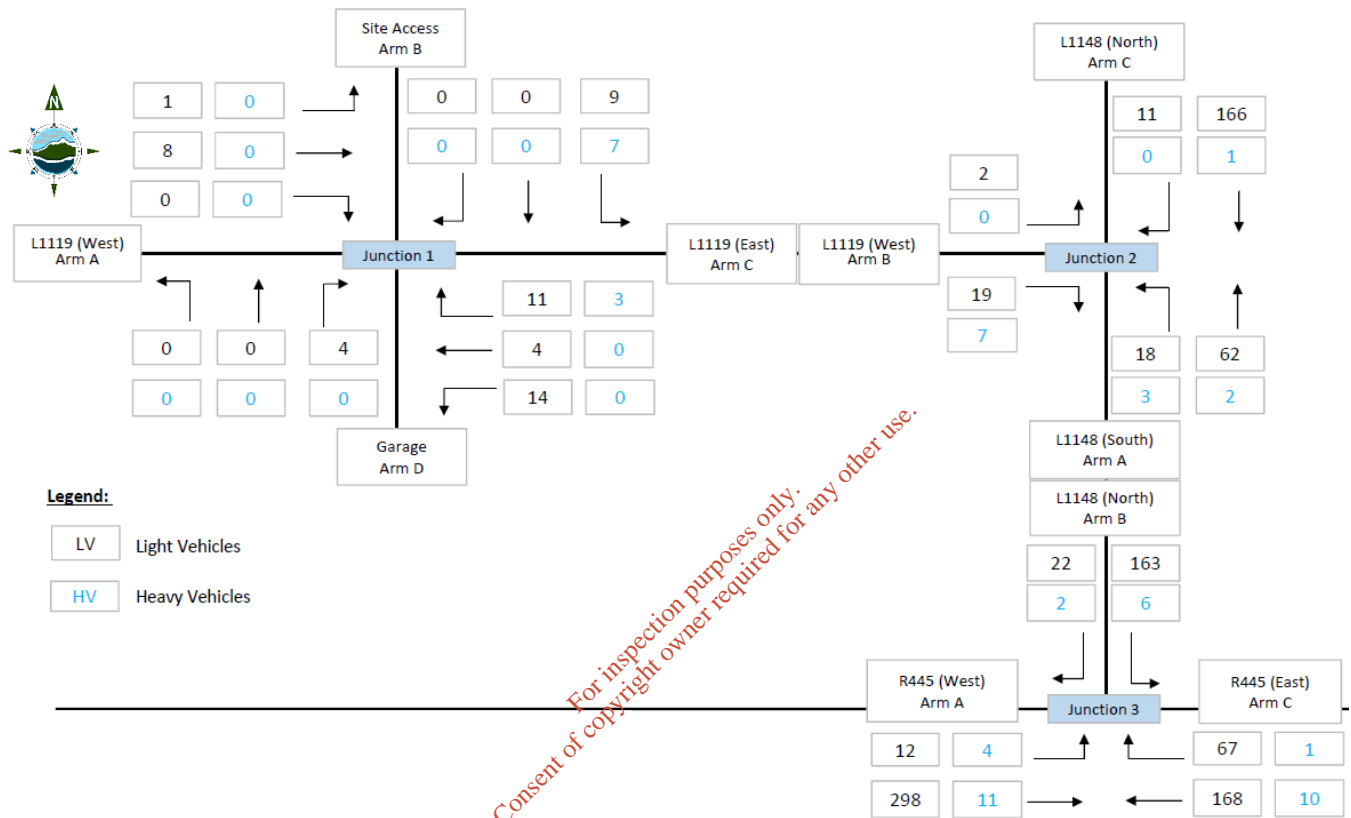 Site Access
Arm B
L1148 (North)
Arm C
N
1 0
0 0 9
11 166
8 0
0 0 7
0 1
2
0 0
0
L1119 (West)
Arm A
Junction 1
L1119 (East)
Arm C
L1119 (West)
Arm B
Junction 2
11 3
19
0 0 4
4 0
7
18 62
0 0 0
14 0
3 2
Garage
Arm D
L1148 (South)
Arm A
L1148 (North)
Arm B
Legend:
LV Light Vehicles
22 163
HV Heavy Vehicles
2 6
For inspection purposes only.
Consent of copyright owner required for any other use.
R445 (West)
Arm A
Junction 3
R445 (East)
Arm C
12 4
67 1
298 11
168 10